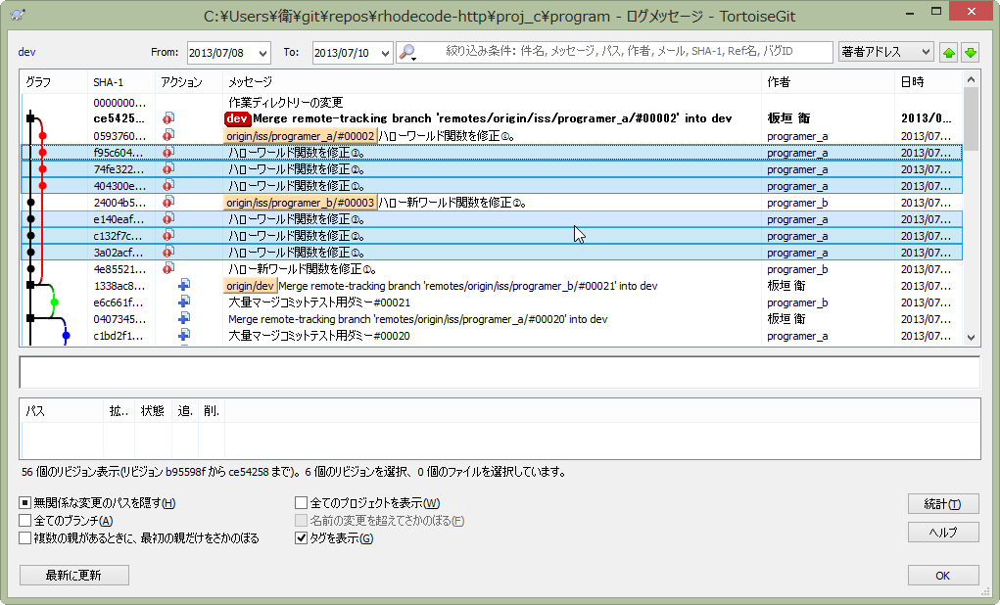 C:¥Users¥衛¥git¥repos¥rhodecode-http¥proj_c¥program - ログメッセージ - TortoiseGit
dev From: 2013/07/08 To: 2013/07/10 絞り込み条件: 件名, メッセージ, パス, 作者, メール, SHA-1, Ref名, バグID 著者アドレス
グラフ SHA-1 アクション メッセージ 作者 日時
0000000... 作業ディレクトリーの変更
ce5425... dev Merge remote-tracking branch 'remotes/origin/iss/programer_a/#00002' into dev 板垣 衛 2013/0...
0593760... origin/iss/programer_a/#00002 ハローワールド関数を修正②。 programer_a 2013/07...
f95c604... ハローワールド関数を修正①。 programer_a 2013/07...
74fe322... ハローワールド関数を修正②。 programer_a 2013/07...
404300e... ハローワールド関数を修正①。 programer_a 2013/07...
24004b5... origin/iss/programer_b/#00003 ハロー新ワールド関数を修正②。 programer_b 2013/07...
e140eaf... ハローワールド関数を修正②。 programer_a 2013/07...
c132f7c... ハローワールド関数を修正①。 programer_a 2013/07...
3a02acf... ハローワールド関数を修正①。 programer_a 2013/07...
4e85521... ハロー新ワールド関数を修正①。 programer_b 2013/07...
1338ac8... origin/dev Merge remote-tracking branch 'remotes/origin/iss/programer_b/#00021' into dev 板垣 衛 2013/07...
e6c661f... 大量マージコミットテスト用ダミー#00021 programer_b 2013/07...
0407345... Merge remote-tracking branch 'remotes/origin/iss/programer_a/#00020' into dev 板垣 衛 2013/07...
c1bd2f1... 大量マージコミットテスト用ダミー#00020 programer_a 2013/07...
パス 拡.. 状態 追. 削.
56 個のリビジョン表示(リビジョン b95598f から ce54258 まで)。6 個のリビジョンを選択、0 個のファイルを選択しています。
無関係な変更のパスを隠す(H) 全てのプロジェクトを表示(W) 統計(T)
全てのブランチ(A) 名前の変更を超えてさかのぼる(F)
複数の親があるときに、最初の親だけをさかのぼる タグを表示(G) ヘルプ
最新に更新 OK